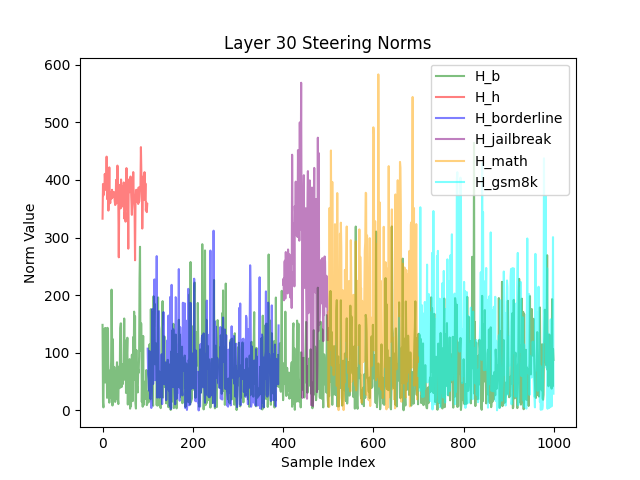 Layer 30 Steering Norms
600
500
400
300
200
100
0
Norm Value
0
200
400
600
800
1000
Sample Index
H_b
H_h
H_borderline
H_jailbreak
H_math
H_gsm8k